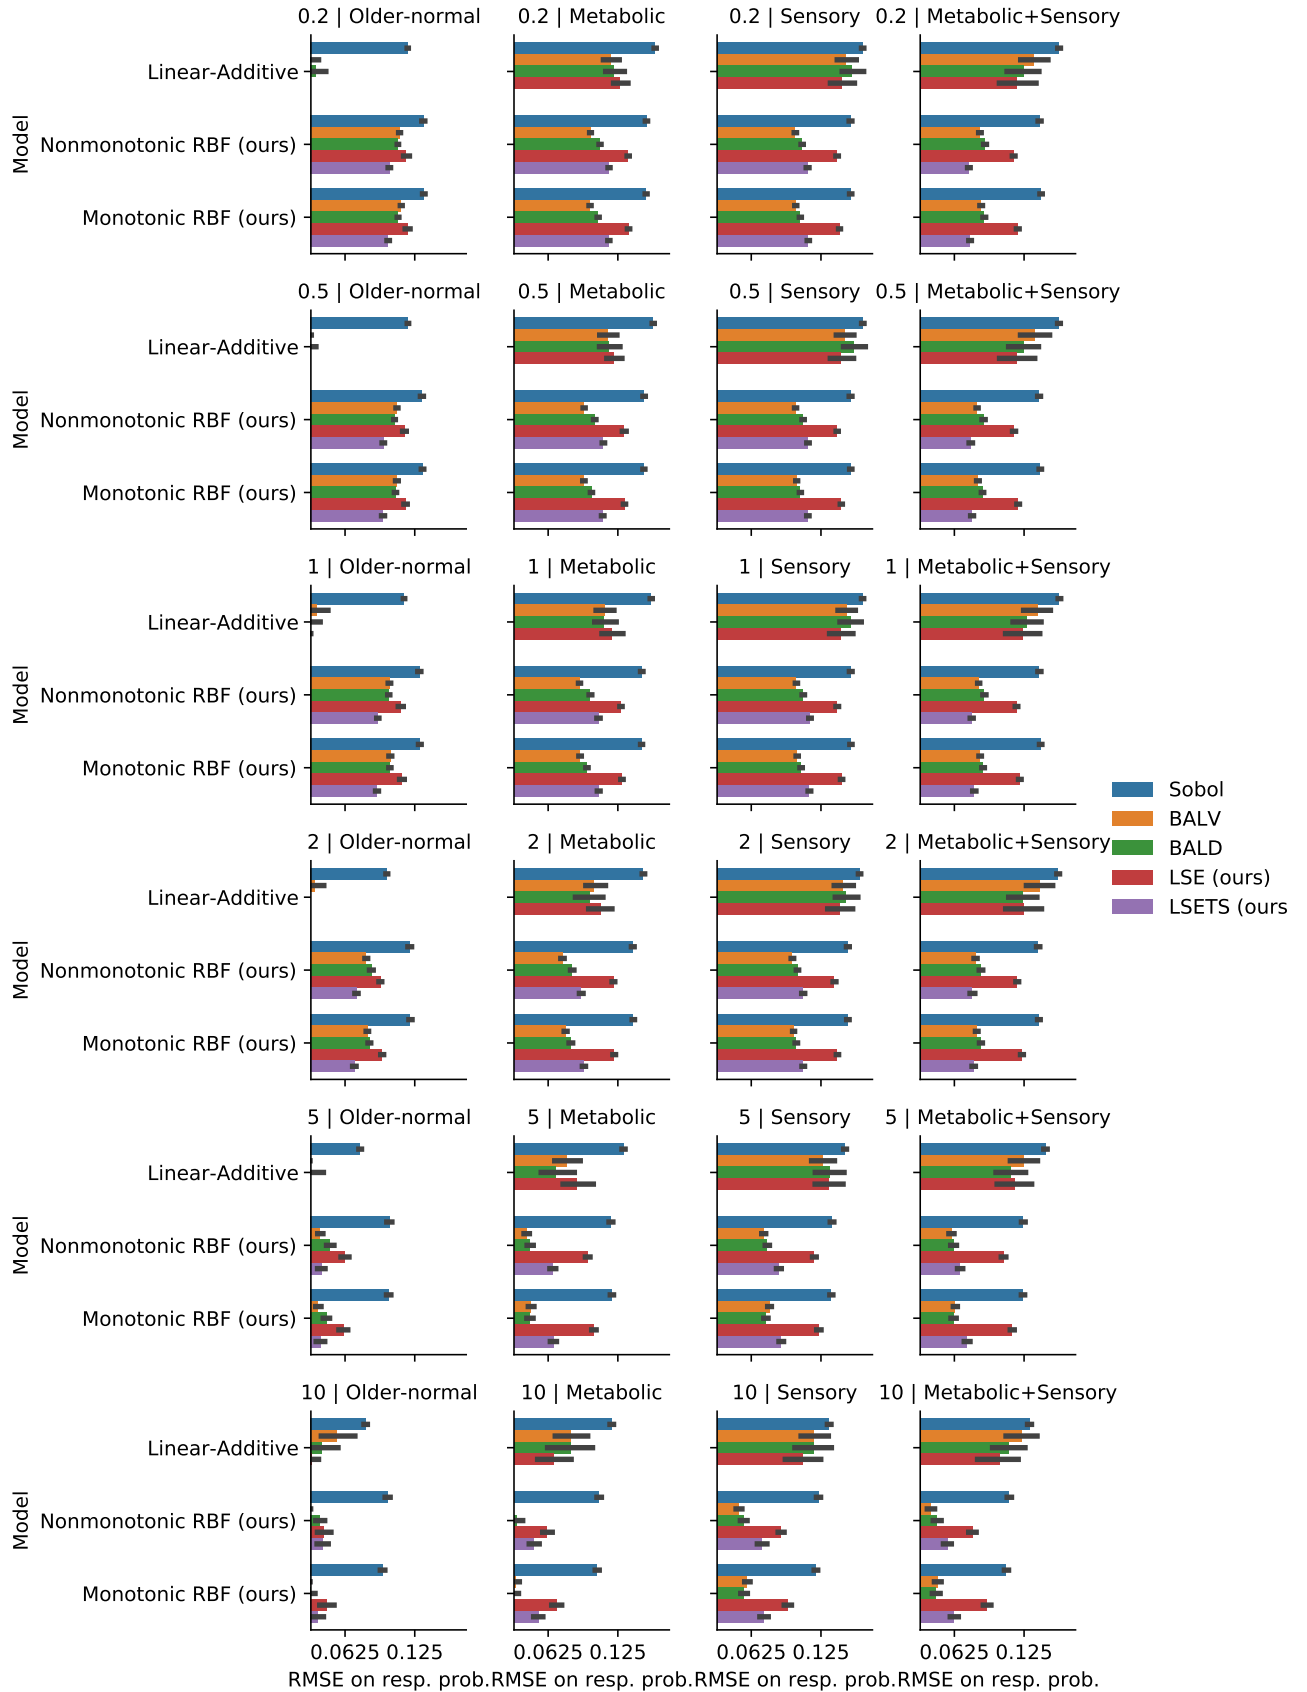 0.2 | Older-normal 0.2 | Metabolic 0.2 | Sensory 0.2 | Metabolic+Sensory
Model
Linear-Additive
Nonmonotonic RBF (ours)
Monotonic RBF (ours)
0.5 | Older-normal 0.5 | Metabolic 0.5 | Sensory 0.5 | Metabolic+Sensory
Model
Linear-Additive
Nonmonotonic RBF (ours)
Monotonic RBF (ours)
1 | Older-normal 1 | Metabolic 1 | Sensory 1 | Metabolic+Sensory
Model
Linear-Additive
Nonmonotonic RBF (ours)
Monotonic RBF (ours)
Sobol
BALV
BALD
LSE (ours)
LSETS (ours
2 | Older-normal 2 | Metabolic 2 | Sensory 2 | Metabolic+Sensory
Model
Linear-Additive
Nonmonotonic RBF (ours)
Monotonic RBF (ours)
5 | Older-normal 5 | Metabolic 5 | Sensory 5 | Metabolic+Sensory
Model
Linear-Additive
Nonmonotonic RBF (ours)
Monotonic RBF (ours)
10 | Older-normal 10 | Metabolic 10 | Sensory 10 | Metabolic+Sensory
Model
Linear-Additive
Nonmonotonic RBF (ours)
Monotonic RBF (ours)
0.0625 0.125 0.0625 0.125 0.0625 0.125 0.0625 0.125
RMSE on resp. prob. RMSE on resp. prob. RMSE on resp. prob. RMSE on resp. prob.